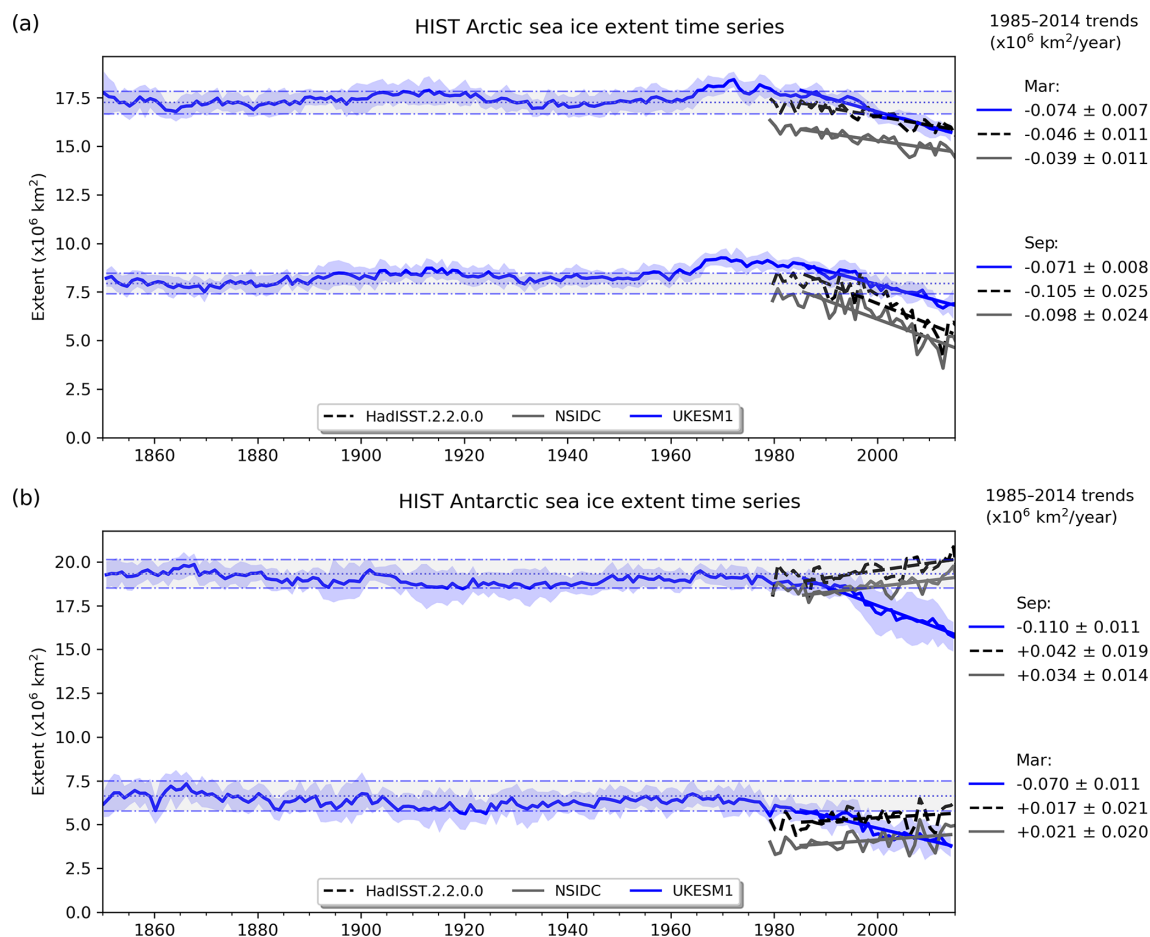 (a)
HIST Arctic sea ice extent time series
1985–2014 trends
(x10⁶ km²/year)
17.5
15.0
12.5
10.0
7.5
5.0
2.5
0.0
Extent (x10⁶ km²)
Mar:
-0.074 ± 0.007
-0.046 ± 0.011
-0.039 ± 0.011
Sep:
-0.071 ± 0.008
-0.105 ± 0.025
-0.098 ± 0.024
HadISST.2.2.0.0 NSIDC UKESM1
1860 1880 1900 1920 1940 1960 1980 2000
(b)
HIST Antarctic sea ice extent time series
1985–2014 trends
(x10⁶ km²/year)
20.0
17.5
15.0
12.5
10.0
7.5
5.0
2.5
0.0
Extent (x10⁶ km²)
Sep:
-0.110 ± 0.011
+0.042 ± 0.019
+0.034 ± 0.014
Mar:
-0.070 ± 0.011
+0.017 ± 0.021
+0.021 ± 0.020
HadISST.2.2.0.0 NSIDC UKESM1
1860 1880 1900 1920 1940 1960 1980 2000